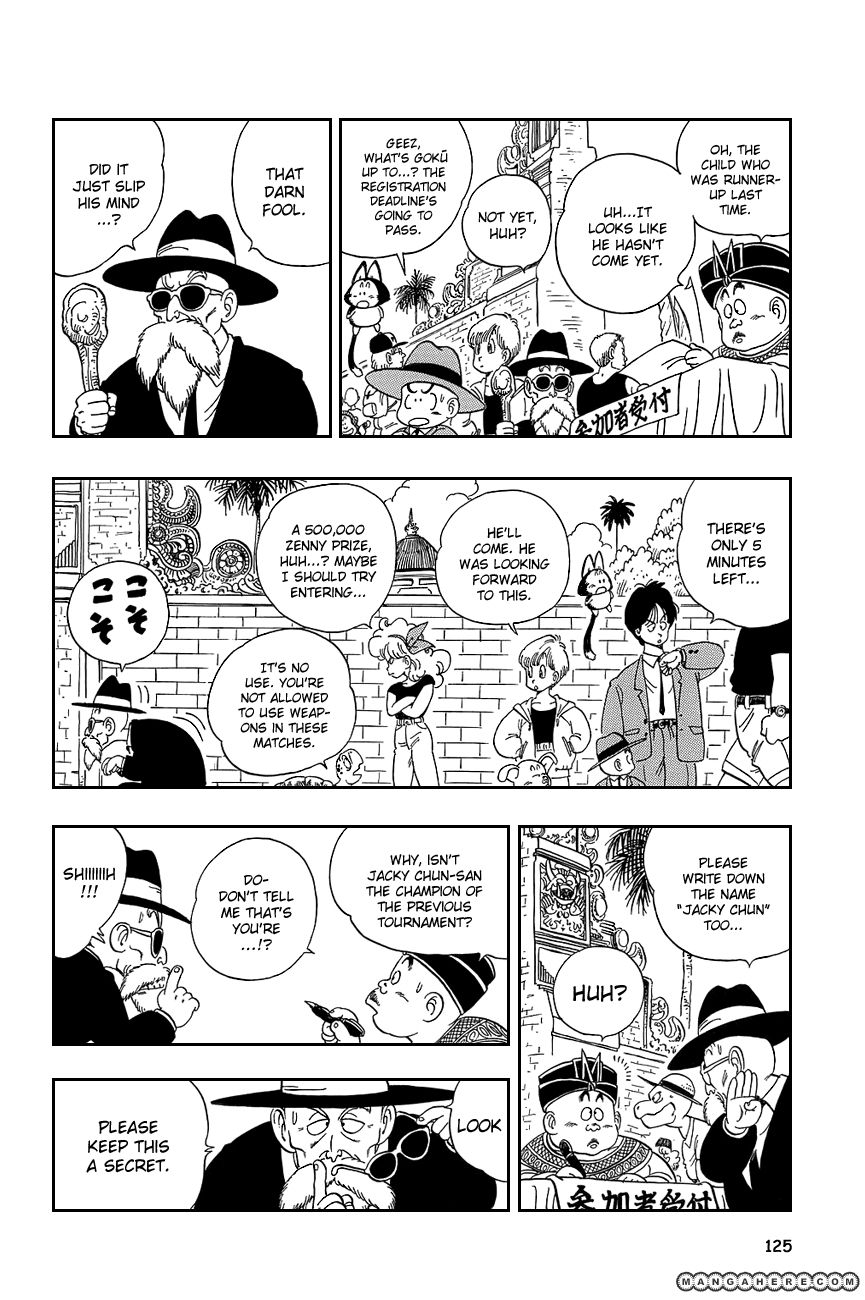 OH, THE
CHILD WHO
WAS RUNNER-
UP LAST
TIME.
UH...IT
LOOKS LIKE
HE HASN'T
COME YET.
NOT YET,
HUH?
GEEZ,
WHAT'S GOKŪ
UP TO...? THE
REGISTRATION
DEADLINE'S
GOING TO
PASS.
参加者受付
THAT
DARN
FOOL.
DID IT
JUST SLIP
HIS MIND
...?
THERE'S
ONLY 5
MINUTES
LEFT...
HE'LL
COME. HE
WAS LOOKING
FORWARD
TO THIS.
A 500,000
ZENNY PRIZE,
HUH...? MAYBE
I SHOULD TRY
ENTERING...
IT'S NO
USE. YOU'RE
NOT ALLOWED
TO USE WEAP-
ONS IN THESE
MATCHES.
こそ
こそ
PLEASE
WRITE DOWN
THE NAME
"JACKY CHUN"
TOO...
HUH?
参加者受付
WHY, ISN'T
JACKY CHUN-SAN
THE CHAMPION OF
THE PREVIOUS
TOURNAMENT?
DO-
DON'T TELL
ME THAT'S
YOU'RE
...!?
SHIIIIIIH
!!!
LOOK
PLEASE
KEEP THIS
A SECRET.
125
MANGAHERE.COM